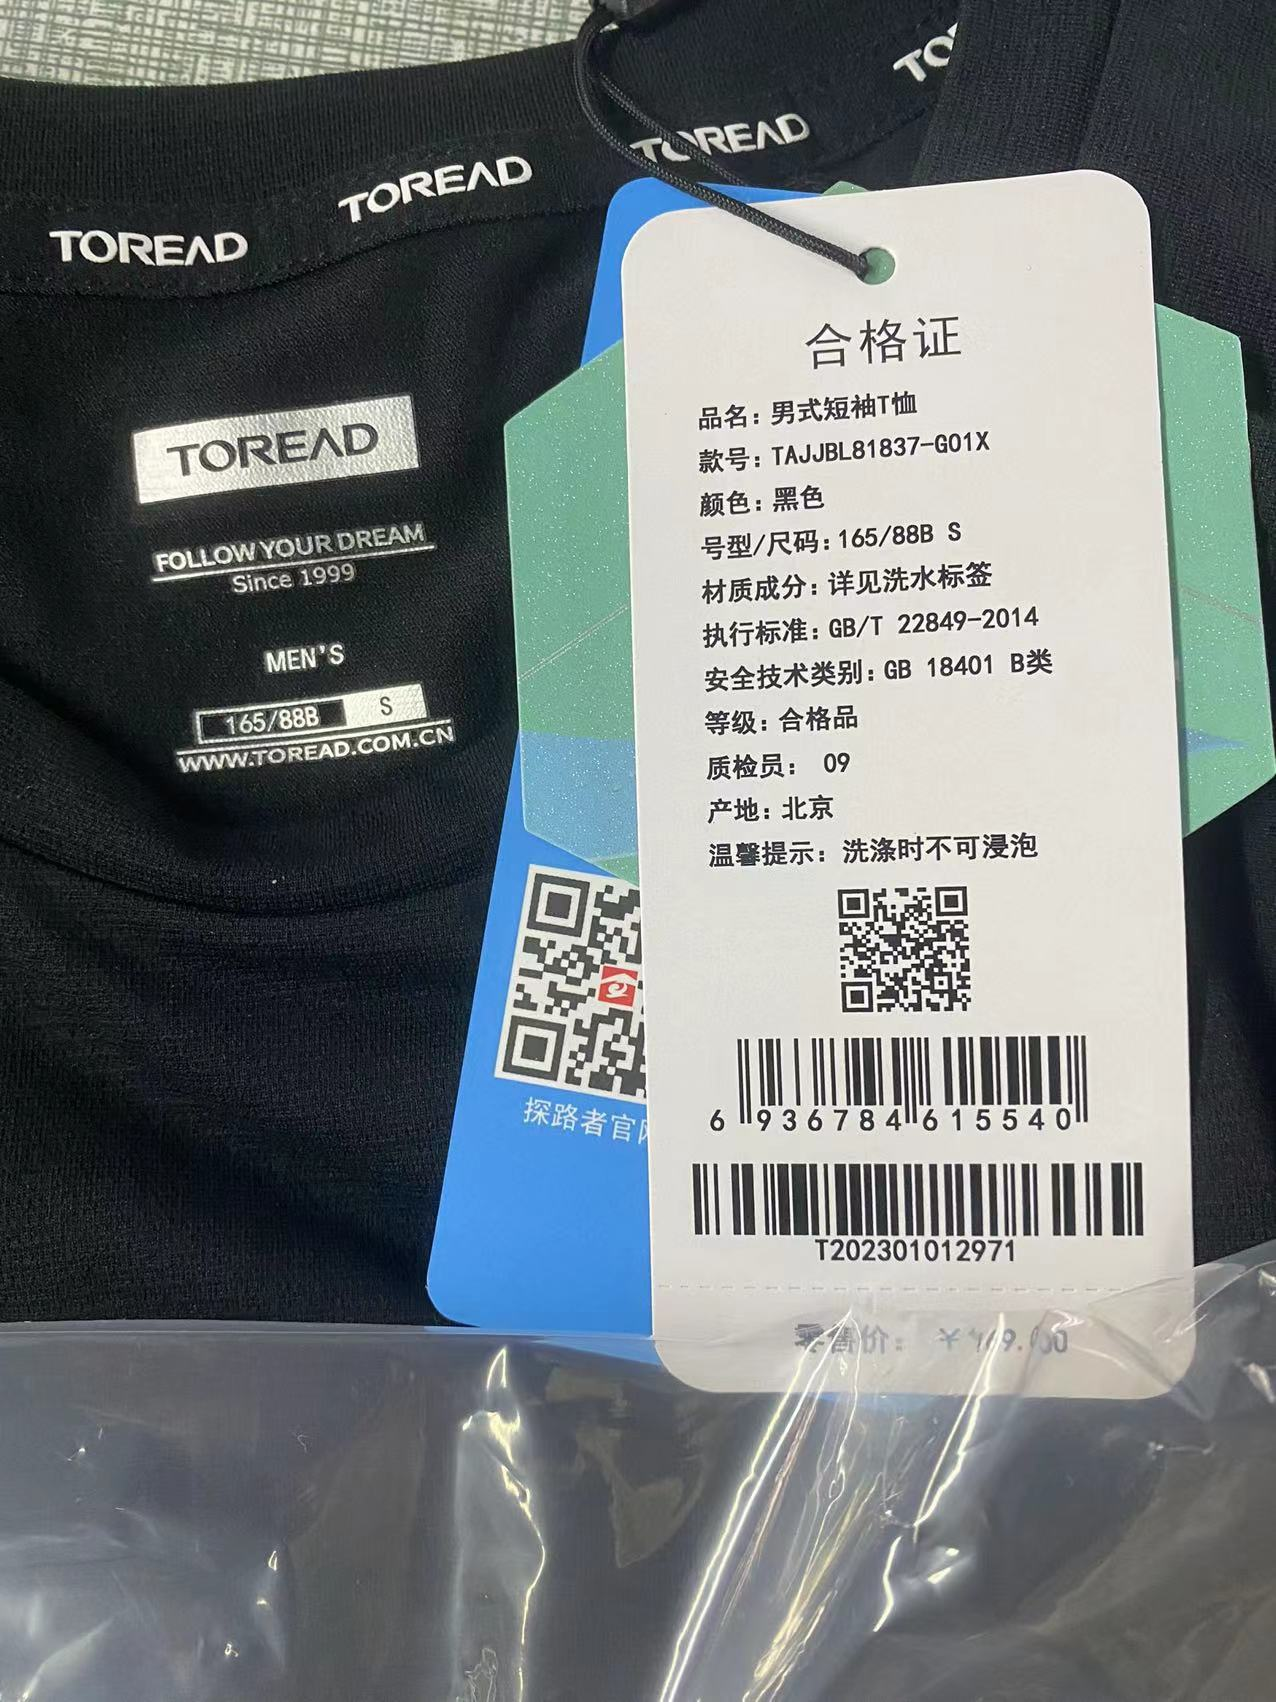 TOREAD
TOREAD
TOREAD
TOREAD
FOLLOW YOUR DREAM
Since 1999
MEN'S
165/88B S
WWW.TOREAD.COM.CN
合格证
品名: 男式短袖T恤
款号: TAJJBL81837-G01X
颜色: 黑色
号型/尺码: 165/88B S
材质成分: 详见洗水标签
执行标准: GB/T 22849-2014
安全技术类别: GB 18401 B类
等级: 合格品
质检员: 09
产地: 北京
温馨提示: 洗涤时不可浸泡
探路者官
6 936784 615540
T202301012971
零售价: